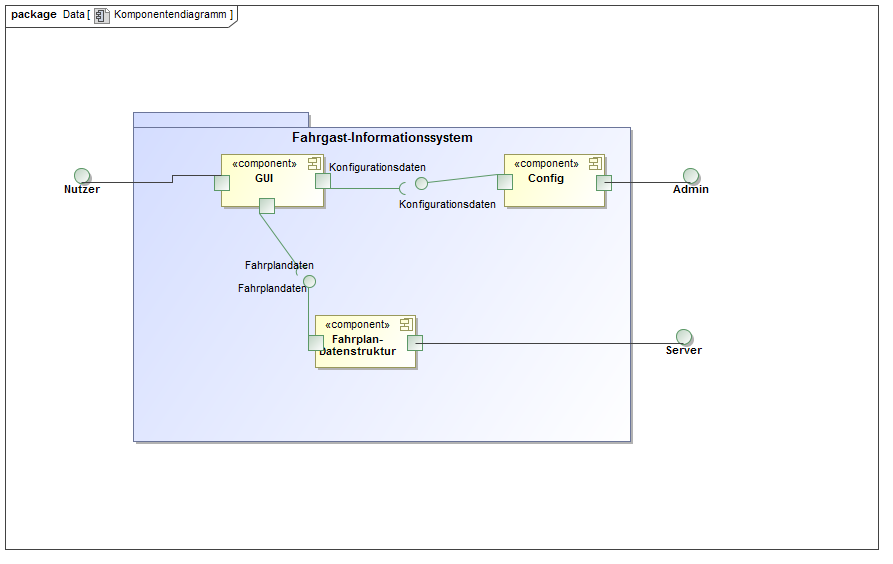 package Data [ Komponentendiagramm ]
Fahrgast-Informationssystem
«component»
GUI
Konfigurationsdaten
«component»
Config
Nutzer
Admin
Konfigurationsdaten
Fahrplandaten
Fahrplandaten
«component»
Fahrplan-
Datenstruktur
Server